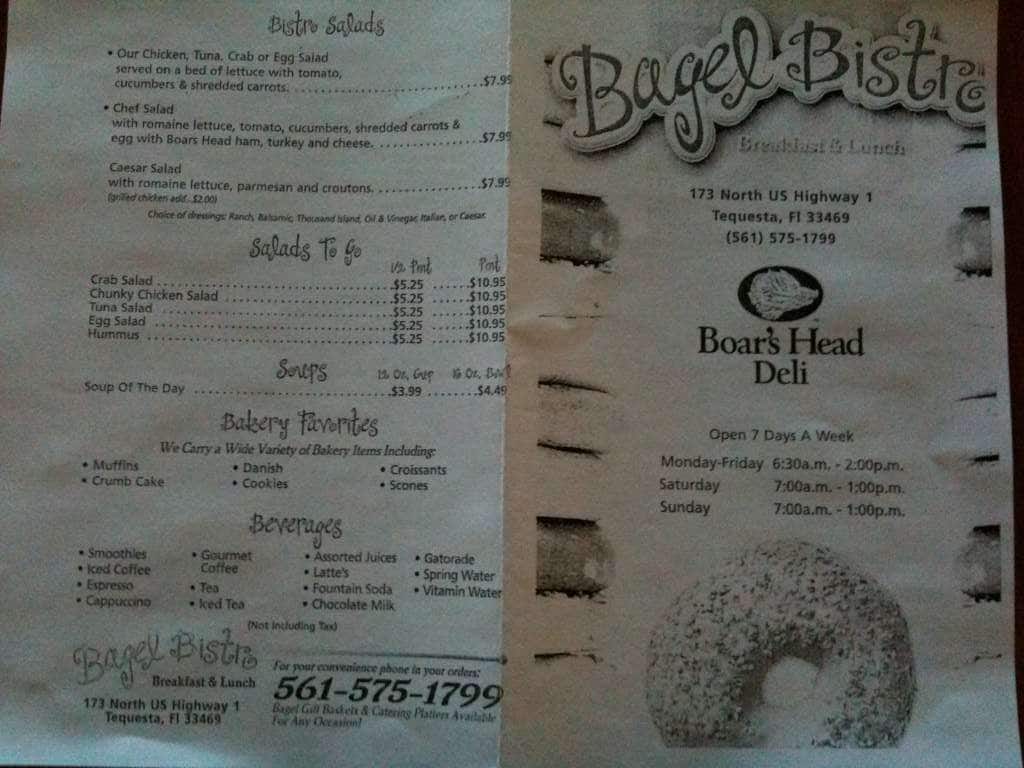 Bistro Salads
• Our Chicken, Tuna, Crab or Egg Salad
served on a bed of lettuce with tomato,
cucumbers & shredded carrots. ..........................$7.99
• Chef Salad
with romaine lettuce, tomato, cucumbers, shredded carrots &
egg with Boars Head ham, turkey and cheese. ................$7.99
Caesar Salad
with romaine lettuce, parmesan and croutons. ................$7.99
(grilled chicken add...$2.00)
Choice of dressings: Ranch, Balsamic, Thousand Island, Oil & Vinegar, Italian, or Caesar.
Salads To Go
1/2 Pint Pint
Crab Salad ..............................$5.25 ......$10.95
Chunky Chicken Salad ....................$5.25 ......$10.95
Tuna Salad ..............................$5.25 ......$10.95
Egg Salad ...............................$5.25 ......$10.95
Hummus ..................................$5.25 ......$10.95
Soups 12 Oz. Cup 16 Oz. Bowl
Soup Of The Day .........................$3.99 ........$4.49
Bakery Favorites
We Carry a Wide Variety of Bakery Items Including:
• Muffins • Danish • Croissants
• Crumb Cake • Cookies • Scones
Beverages
• Smoothies • Gourmet Coffee • Assorted Juices • Gatorade
• Iced Coffee • Tea • Latte's • Spring Water
• Espresso • Iced Tea • Fountain Soda • Vitamin Water
• Cappuccino • Chocolate Milk
(Not Including Tax)
Bagel Bistro
Breakfast & Lunch
173 North US Highway 1
Tequesta, Fl 33469
For your convenience phone in your orders:
561-575-1799
Bagel Gift Baskets & Catering Platters Available
For Any Occasion!
Bagel Bistro
Breakfast & Lunch
173 North US Highway 1
Tequesta, Fl 33469
(561) 575-1799
Boar's Head
Deli
Open 7 Days A Week
Monday-Friday 6:30a.m. - 2:00p.m.
Saturday 7:00a.m. - 1:00p.m.
Sunday 7:00a.m. - 1:00p.m.